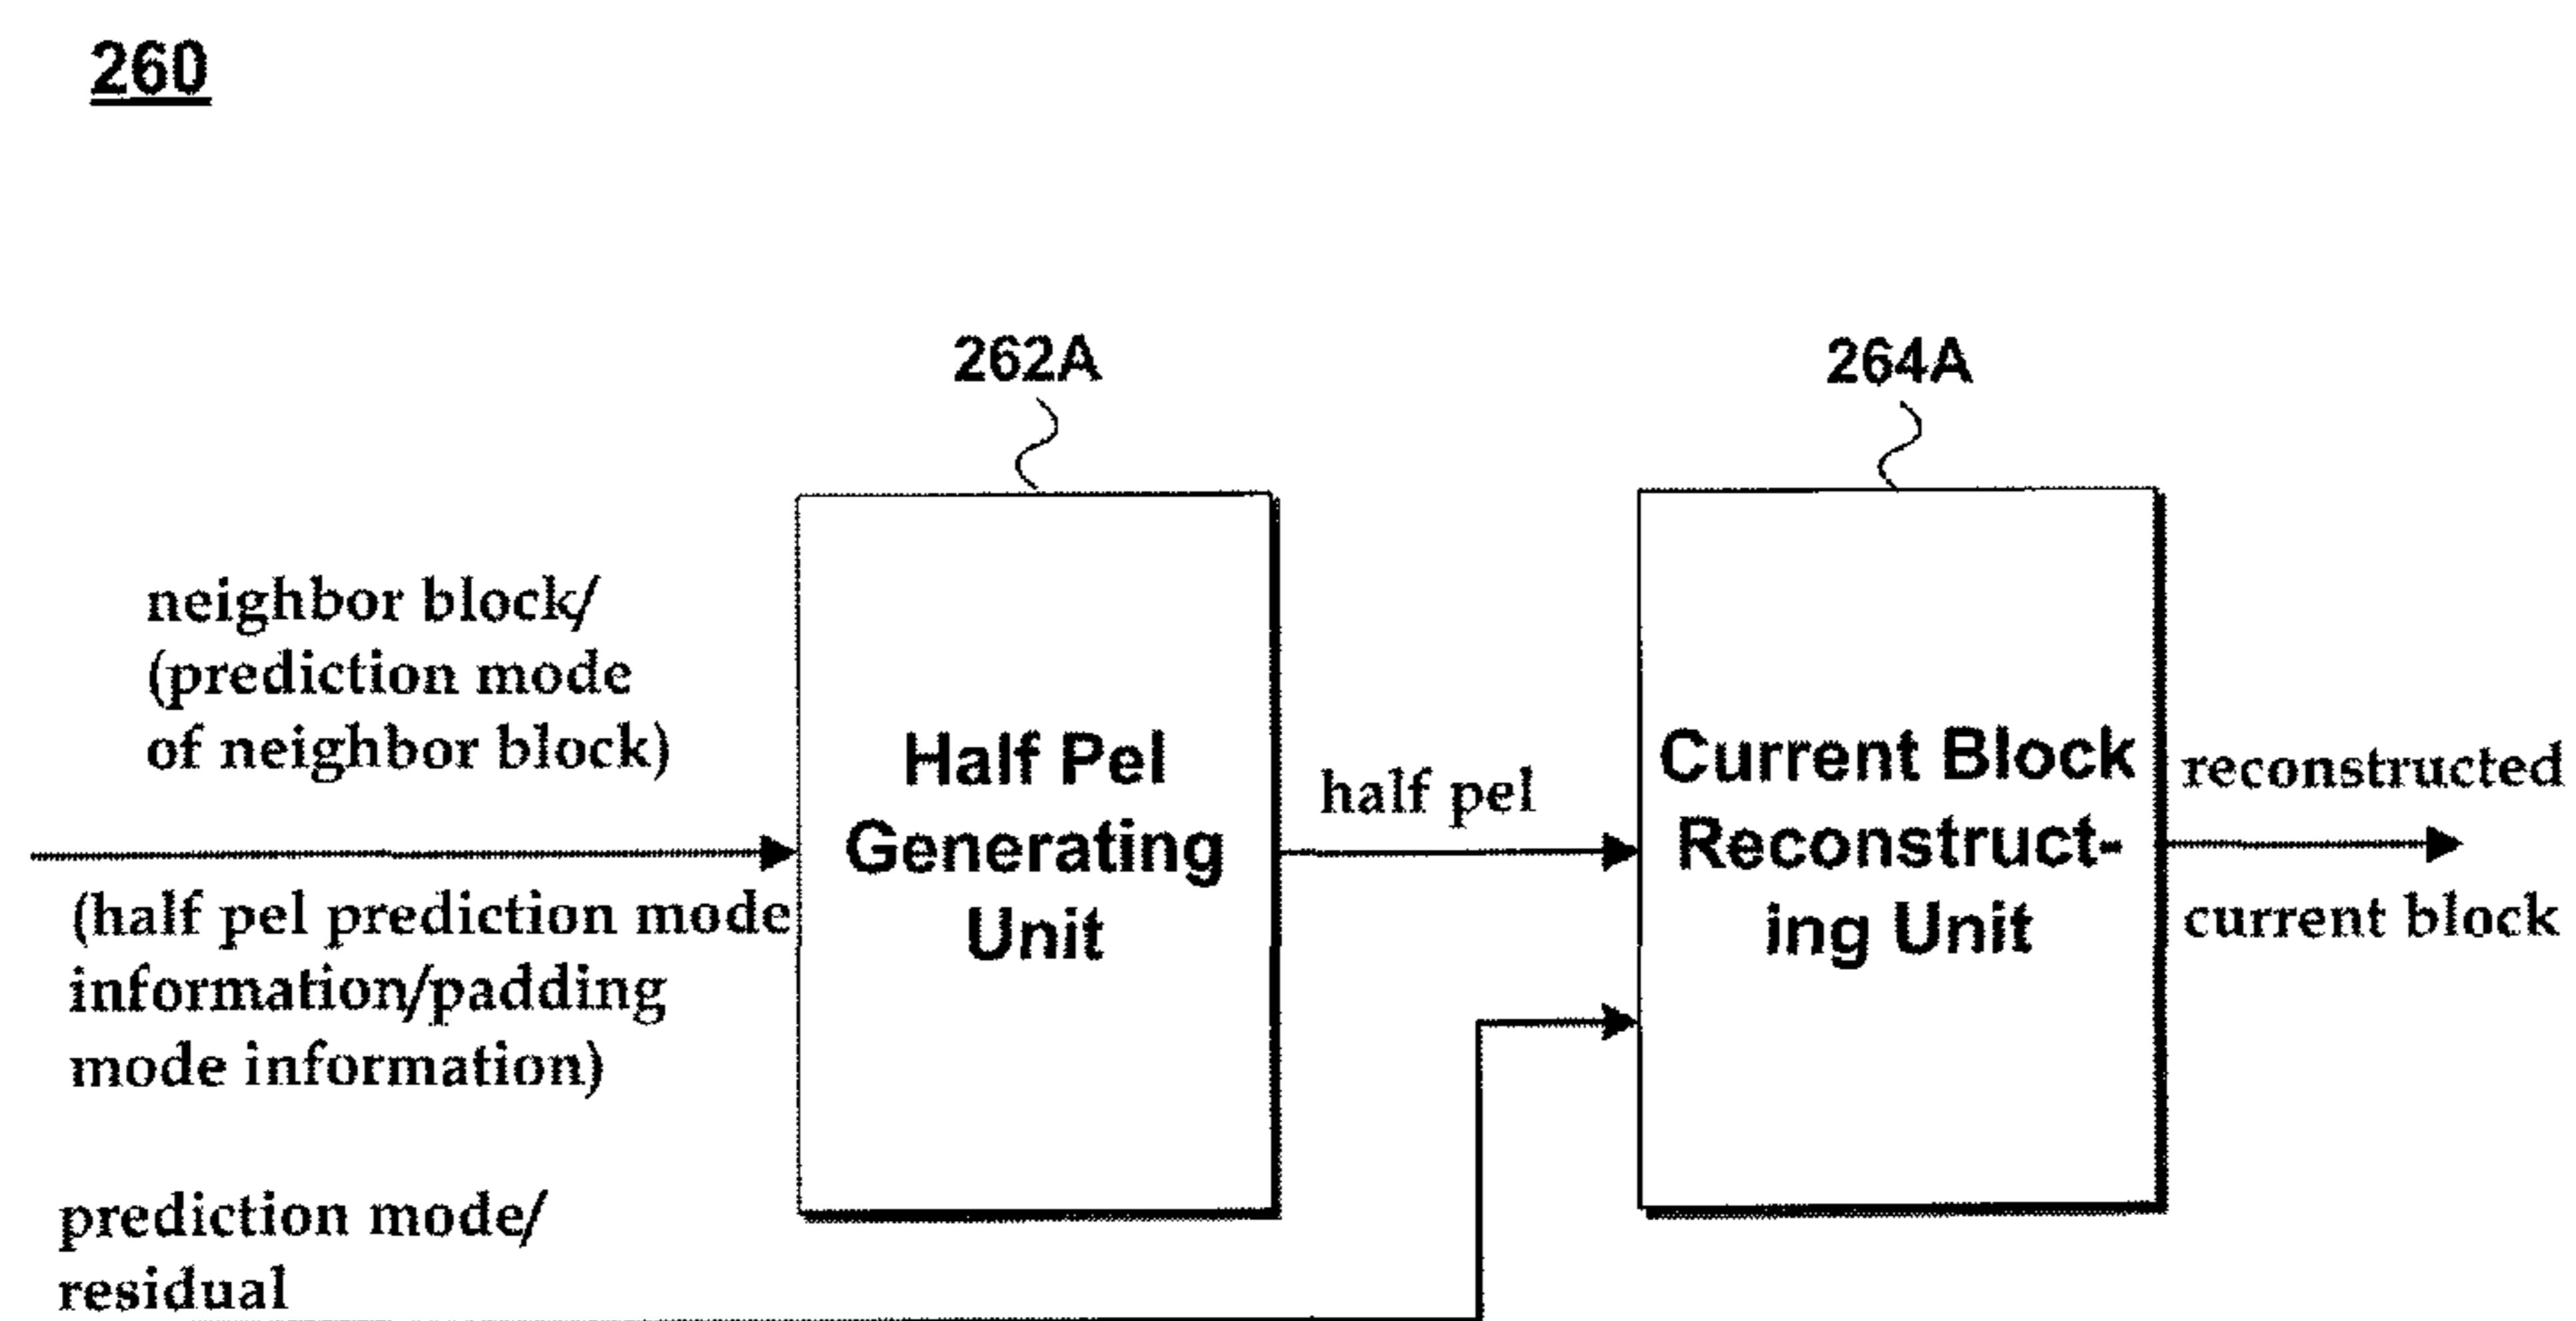 260
262A
264A
neighbor block/
(prediction mode
of neighbor block)
(half pel prediction mode
information/padding
mode information)
prediction mode/
residual
Half Pel
Generating
Unit
half pel
Current Block
Reconstruct-
ing Unit
reconstructed
current block